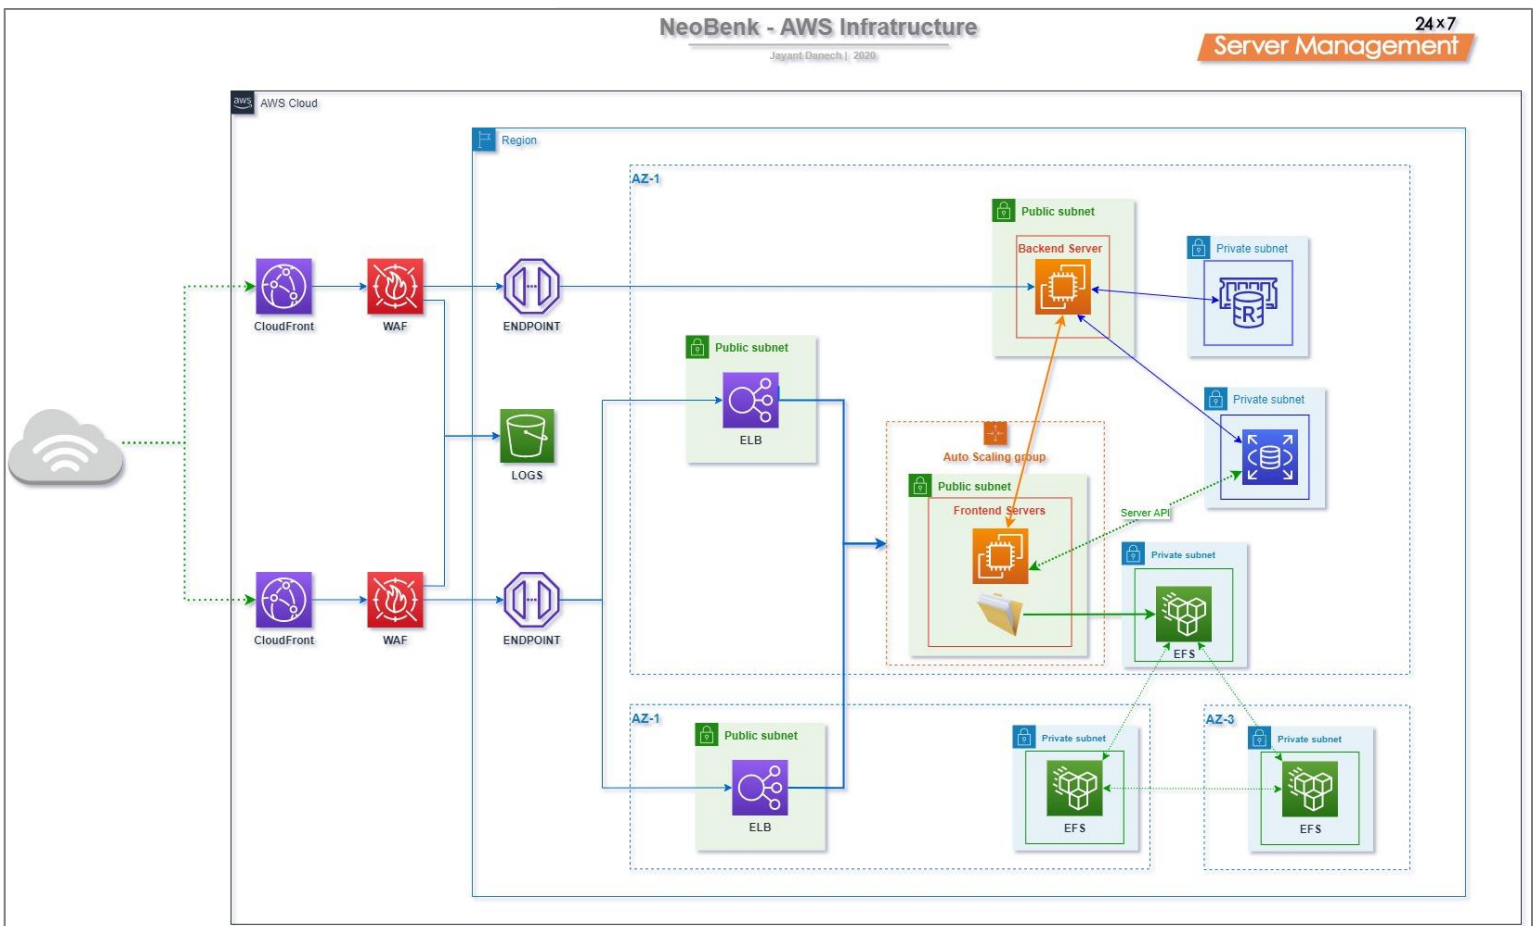 NeoBenk - AWS Infratructure
Jayant Danech | 2020
24x7
Server Management
aws
AWS Cloud
Region
AZ-1
Public subnet
Backend Server
Private subnet
R
CloudFront
WAF
ENDPOINT
Public subnet
ELB
Private subnet
LOGS
Auto Scaling group
Public subnet
Frontend Servers
Server API
Private subnet
EFS
CloudFront
WAF
ENDPOINT
AZ-1
Public subnet
ELB
Private subnet
EFS
AZ-3
Private subnet
EFS